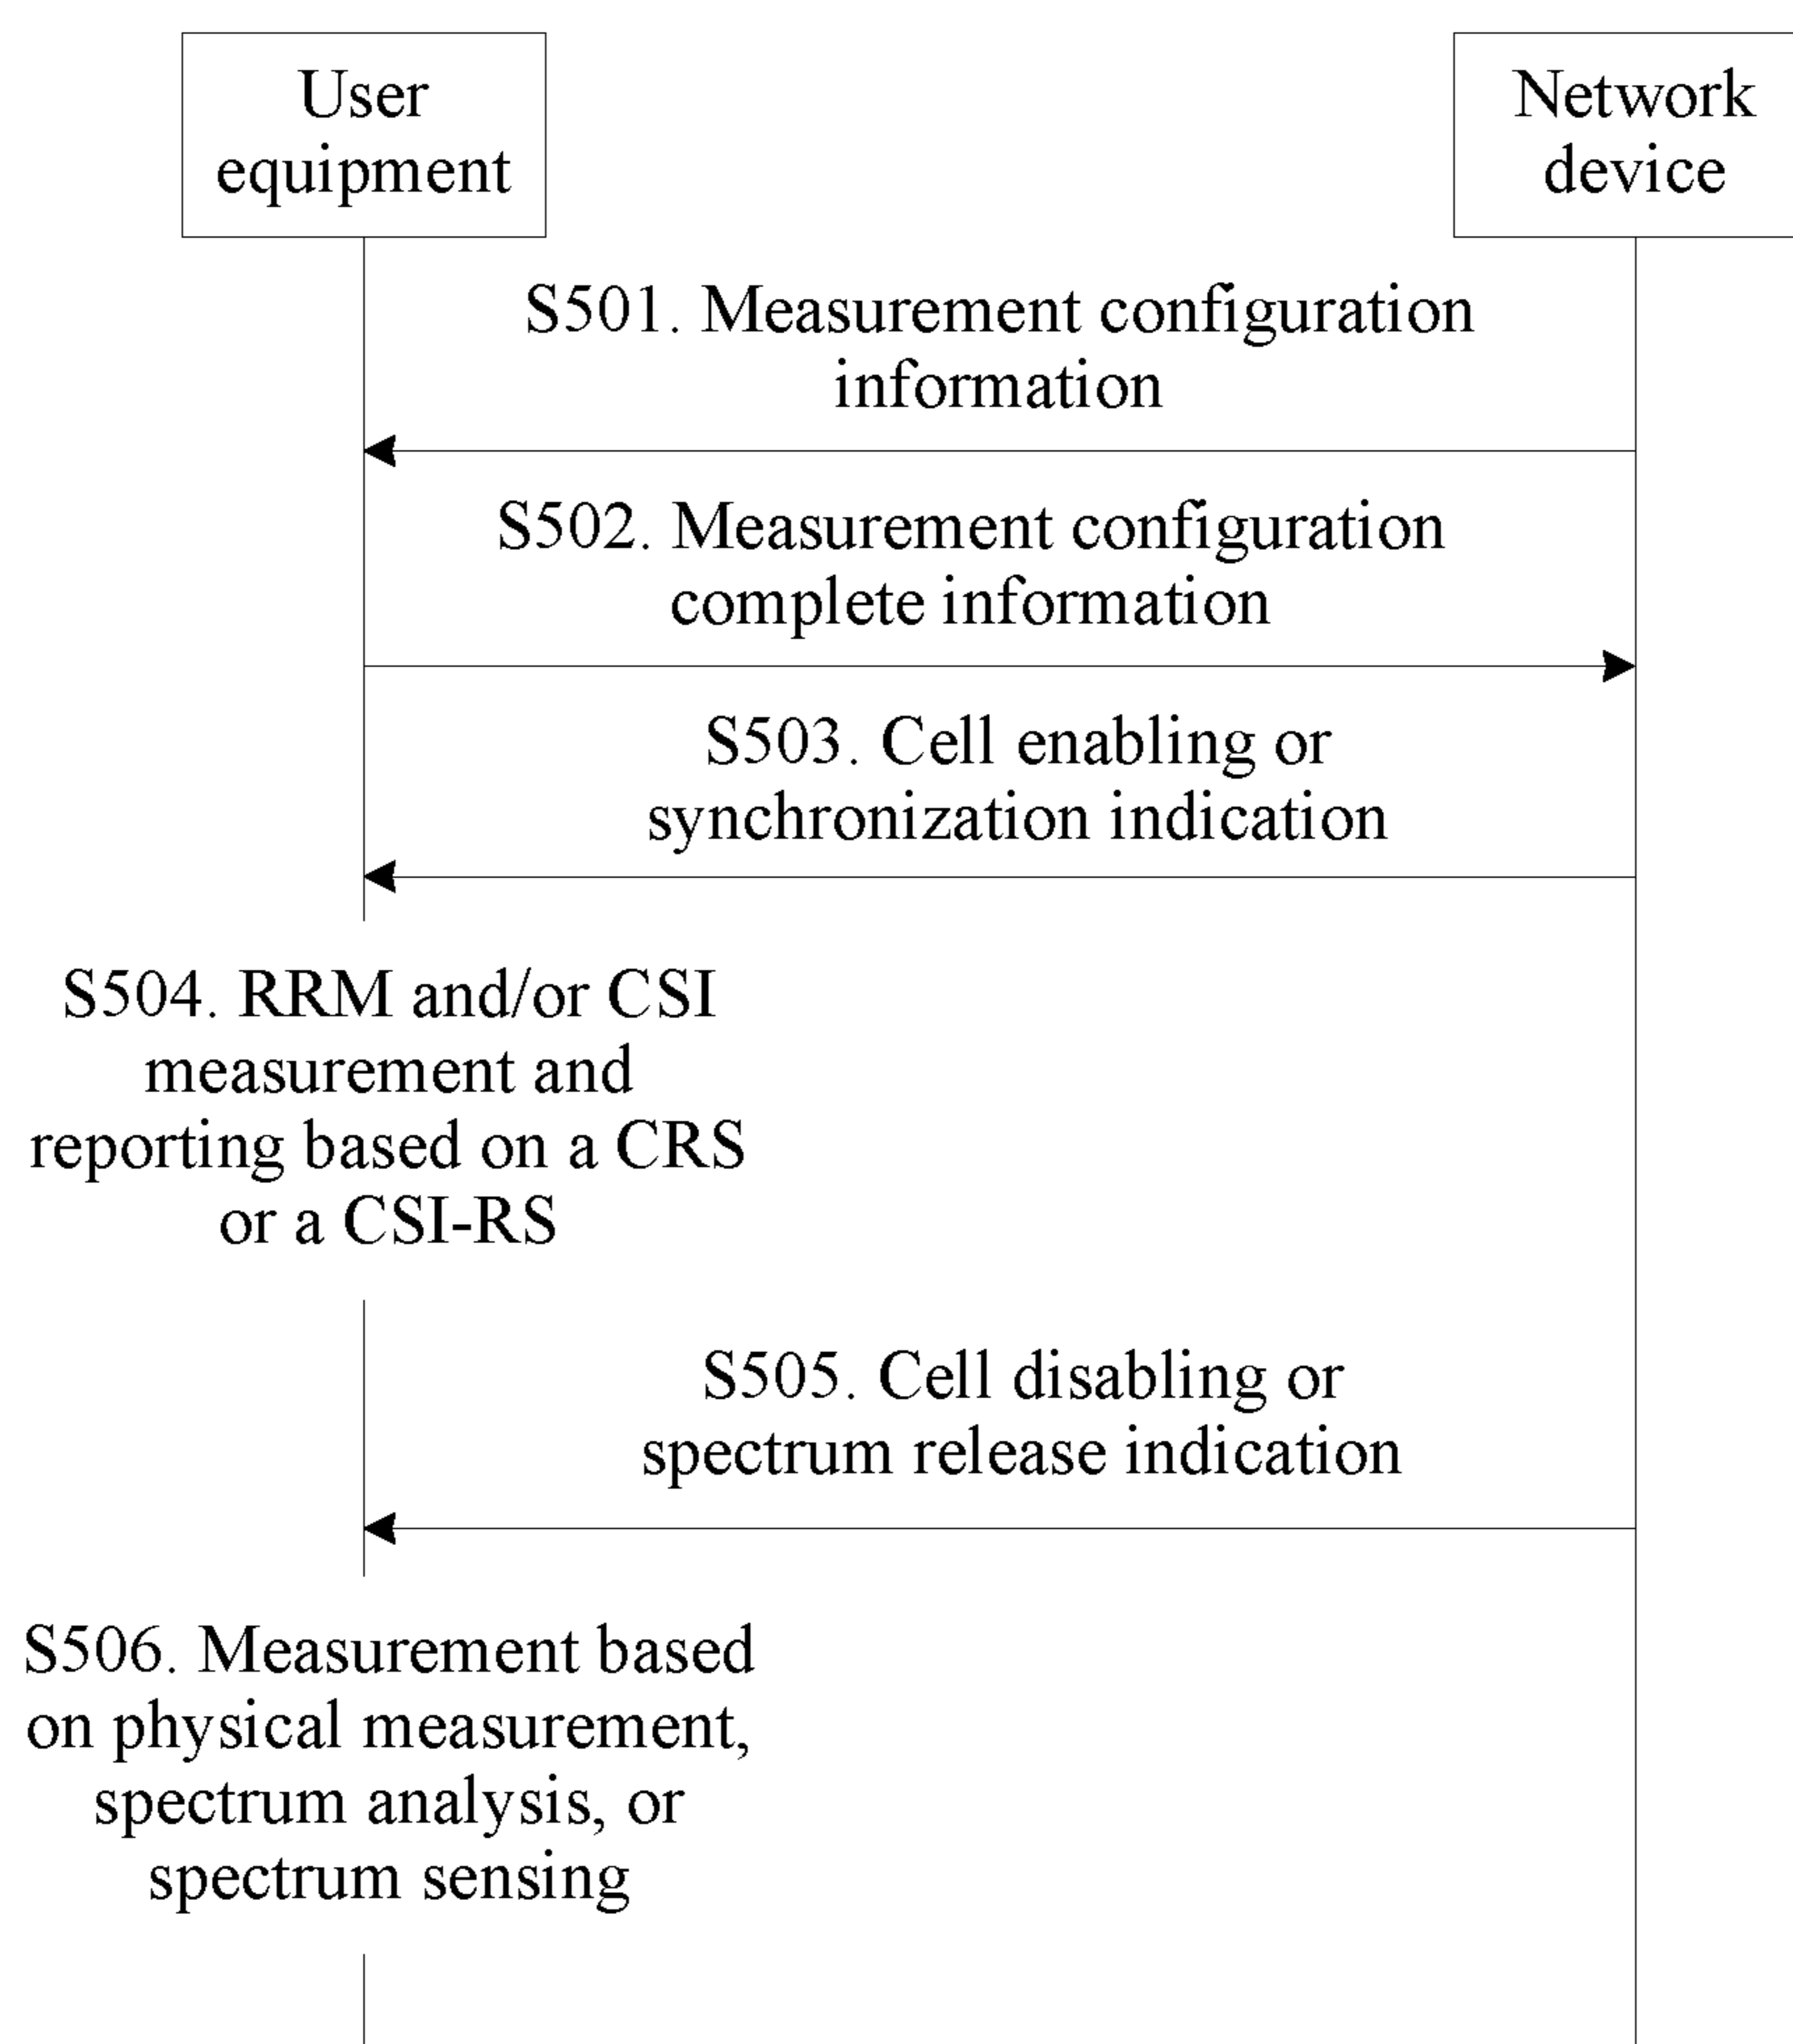 User
equipment
Network
device
S501. Measurement configuration
information
S502. Measurement configuration
complete information
S503. Cell enabling or
synchronization indication
S504. RRM and/or CSI
measurement and
reporting based on a CRS
or a CSI-RS
S505. Cell disabling or
spectrum release indication
S506. Measurement based
on physical measurement,
spectrum analysis, or
spectrum sensing